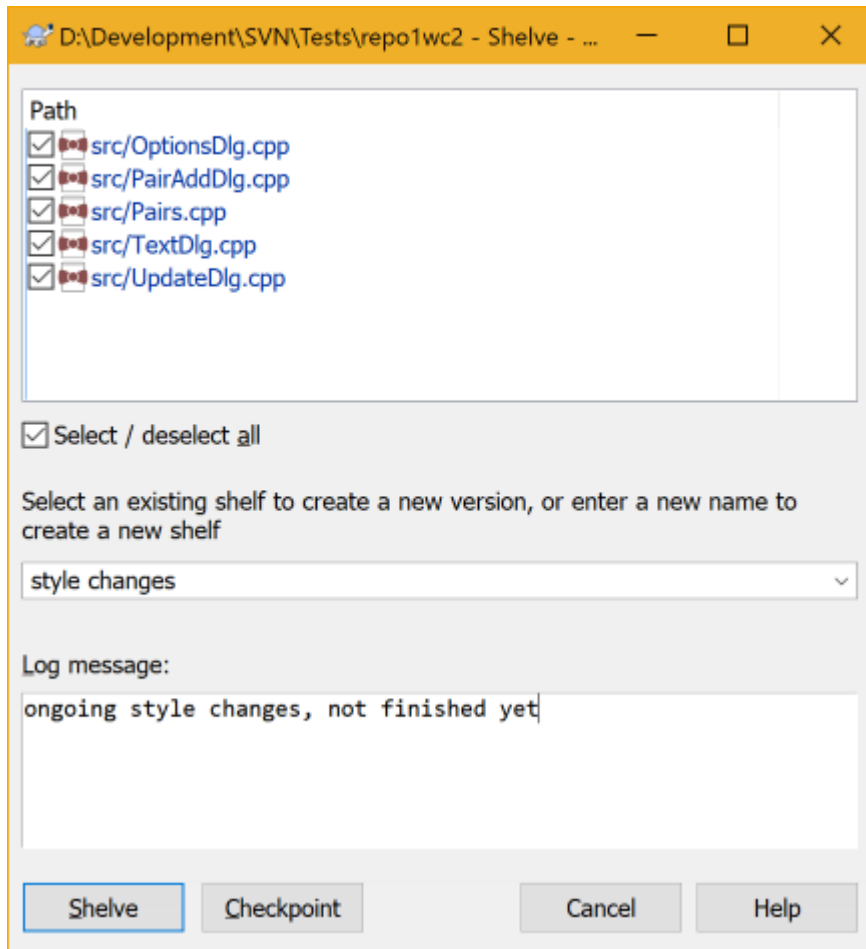 D:\Development\SVN\Tests\repo1wc2 - Shelve - ...
Path
src/OptionsDlg.cpp
src/PairAddDlg.cpp
src/Pairs.cpp
src/TextDlg.cpp
src/UpdateDlg.cpp
Select / deselect all
Select an existing shelf to create a new version, or enter a new name to
create a new shelf
style changes
Log message:
ongoing style changes, not finished yet
Shelve Checkpoint Cancel Help